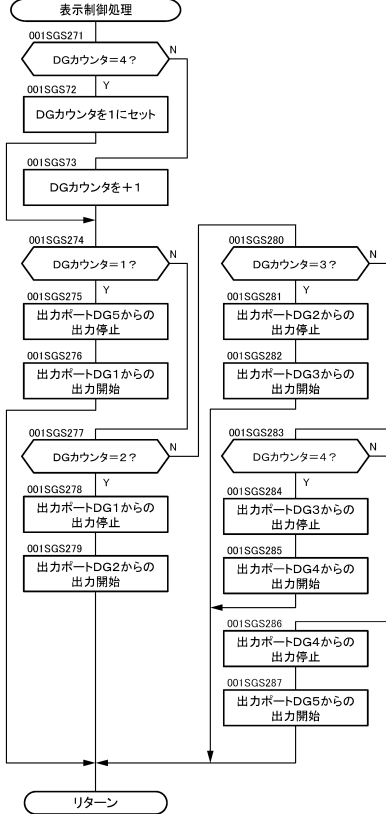 表示制御処理
001SGS271
DGカウンタ=4?
N
Y
001SGS72
DGカウンタを1にセット
001SGS73
DGカウンタを+1
001SGS274
DGカウンタ=1?
N
Y
001SGS275
出力ポートDG5からの
出力停止
001SGS276
出力ポートDG1からの
出力開始
001SGS277
DGカウンタ=2?
N
Y
001SGS278
出力ポートDG1からの
出力停止
001SGS279
出力ポートDG2からの
出力開始
001SGS280
DGカウンタ=3?
N
Y
001SGS281
出力ポートDG2からの
出力停止
001SGS282
出力ポートDG3からの
出力開始
001SGS283
DGカウンタ=4?
N
Y
001SGS284
出力ポートDG3からの
出力停止
001SGS285
出力ポートDG4からの
出力開始
001SGS286
出力ポートDG4からの
出力停止
001SGS287
出力ポートDG5からの
出力開始
リターン